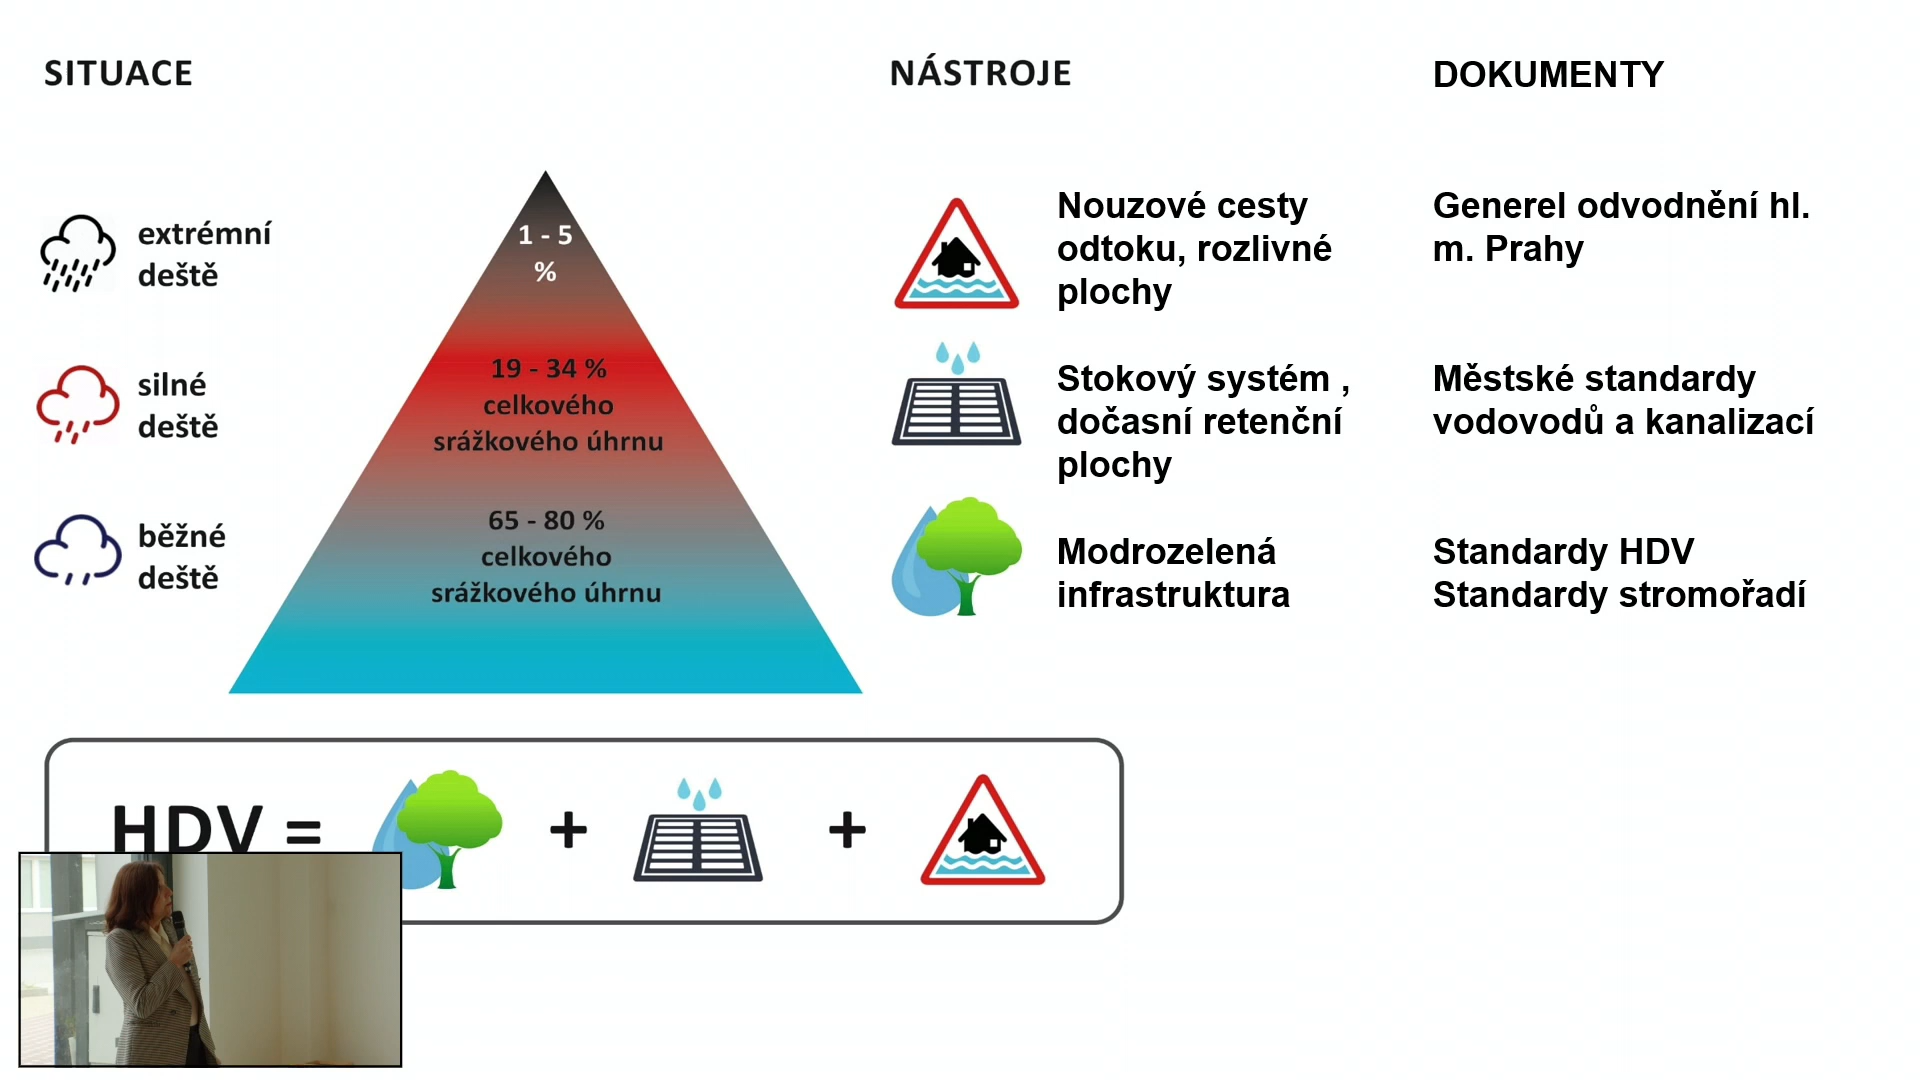 SITUACE
NÁSTROJE
DOKUMENTY
extrémní
deště
1 - 5
%
Nouzové cesty
odtoku, rozlivné
plochy
Generel odvodnění hl.
m. Prahy
silné
deště
19 - 34 %
celkového
srážkového úhrnu
Stokový systém ,
dočasní retenční
plochy
Městské standardy
vodovodů a kanalizací
běžné
deště
65 - 80 %
celkového
srážkového úhrnu
Modrozelená
infrastruktura
Standardy HDV
Standardy stromořadí
HDV = + +